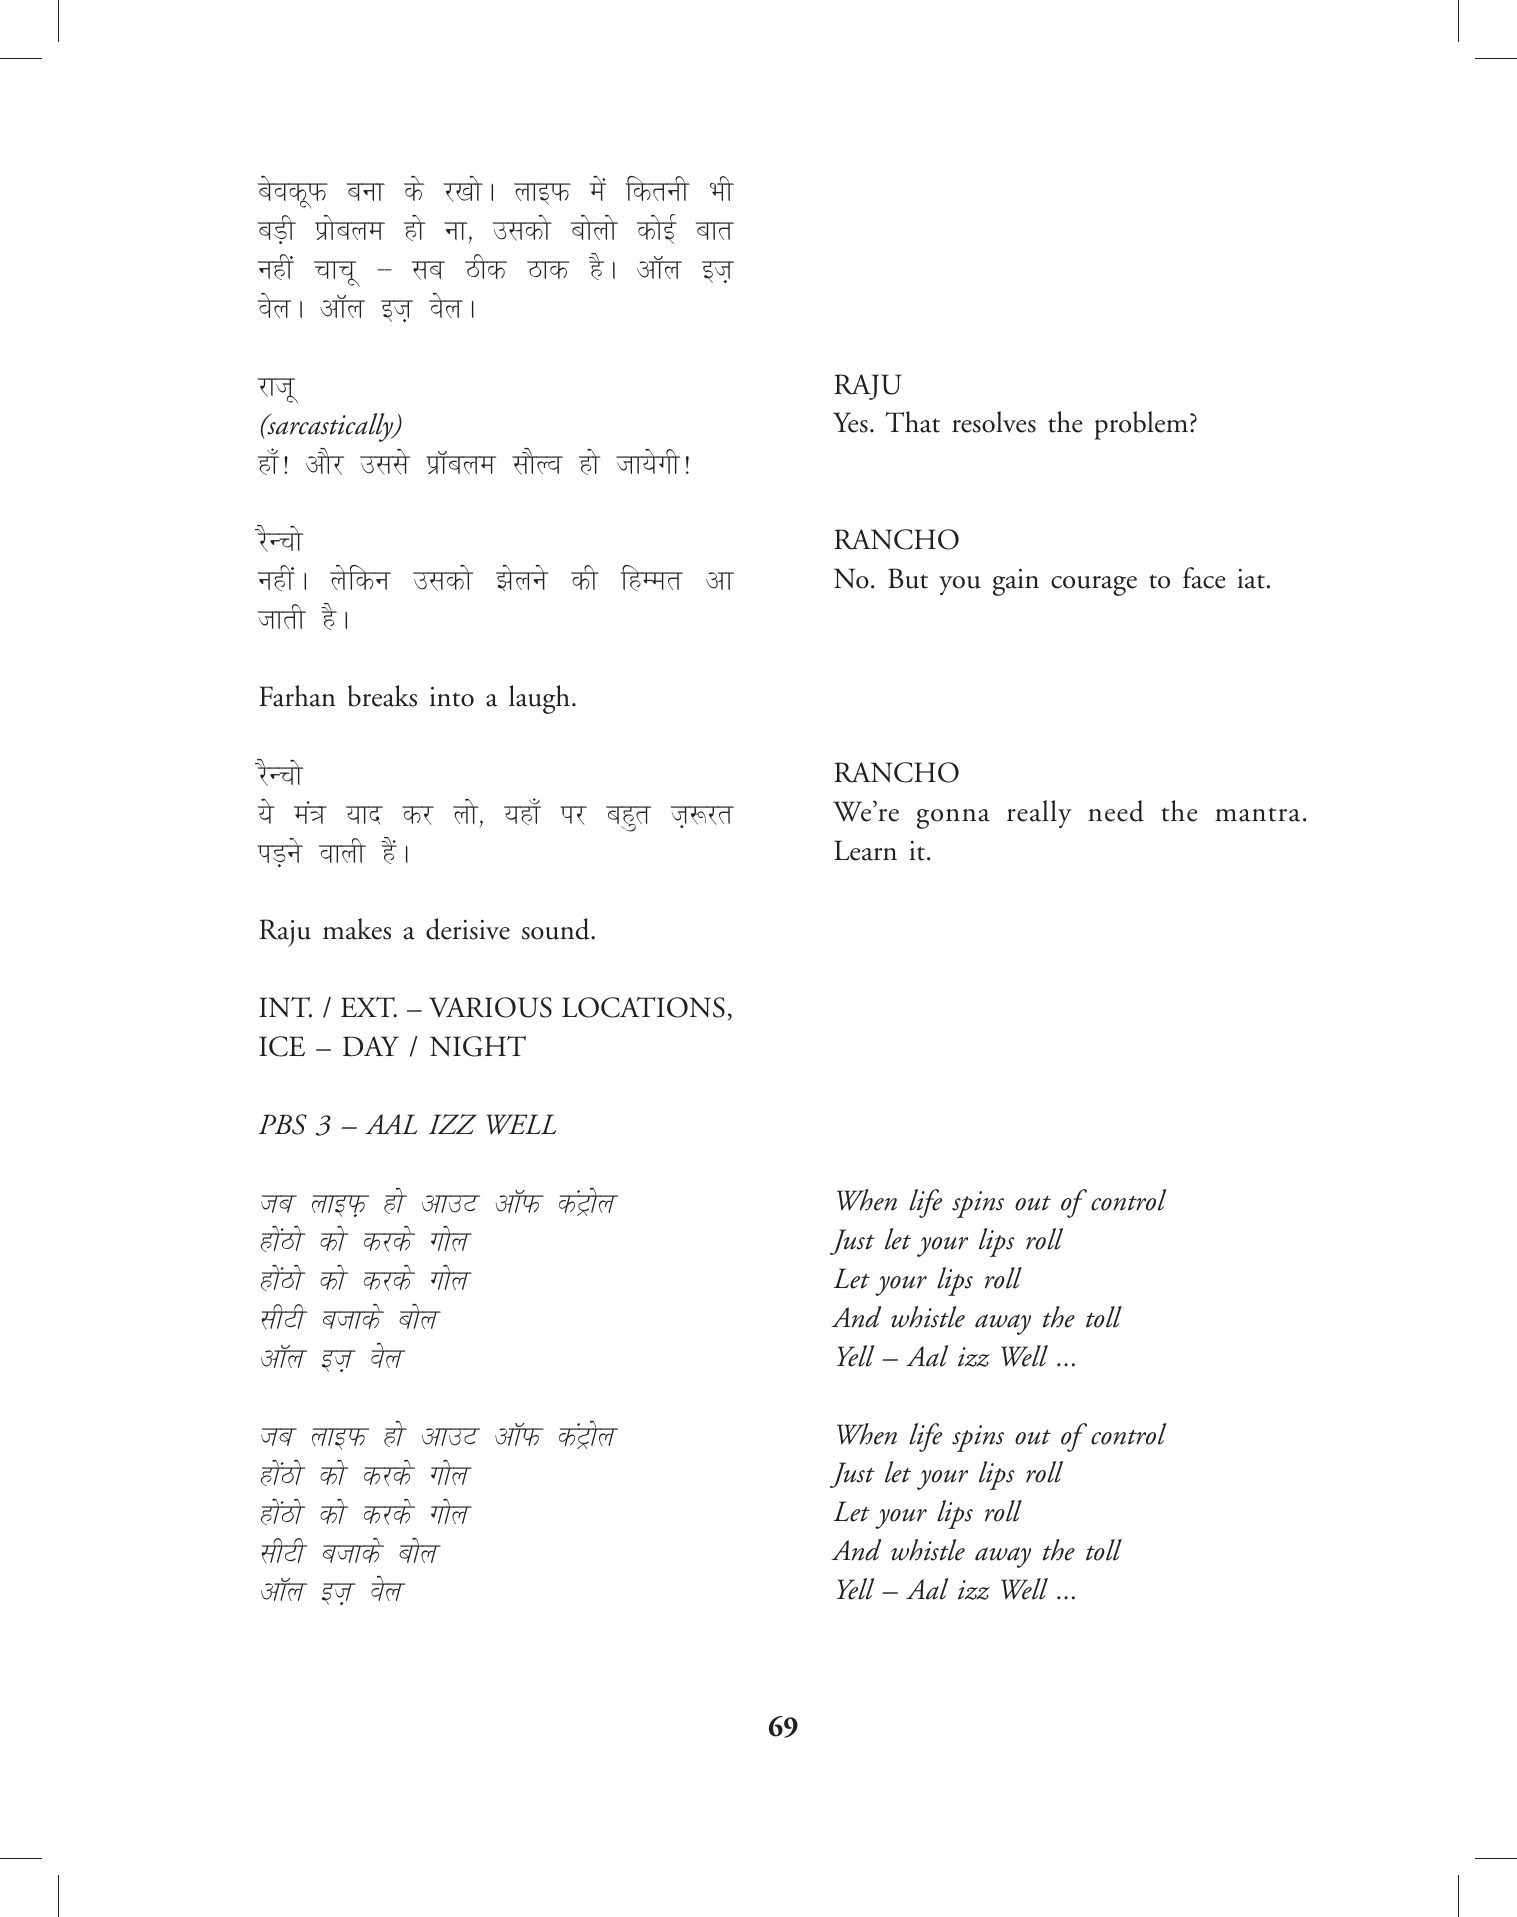 बेवकूफ बना के रखो। लाइफ में कितनी भी
बड़ी प्रोबलम हो ना, उसको बोलो कोई बात
नहीं चाचू – सब ठीक ठाक है। ऑल इज़
वेल। ऑल इज़ वेल।
राजू
(sarcastically)
हाँ! और उससे प्रॉबलम सौल्व हो जायेगी!
RAJU
Yes. That resolves the problem?
रैन्चो
नहीं। लेकिन उसको झेलने की हिम्मत आ
जाती है।
RANCHO
No. But you gain courage to face iat.
Farhan breaks into a laugh.
रैन्चो
ये मंत्र याद कर लो, यहाँ पर बहुत ज़रूरत
पड़ने वाली हैं।
RANCHO
We’re gonna really need the mantra.
Learn it.
Raju makes a derisive sound.
INT. / EXT. – VARIOUS LOCATIONS,
ICE – DAY / NIGHT
PBS 3 – AAL IZZ WELL
जब लाइफ़ हो आउट ऑफ कंट्रोल
होंठो को करके गोल
होंठो को करके गोल
सीटी बजाके बोल
ऑल इज़ वेल
When life spins out of control
Just let your lips roll
Let your lips roll
And whistle away the toll
Yell – Aal izz Well ...
जब लाइफ हो आउट ऑफ कंट्रोल
होंठो को करके गोल
होंठो को करके गोल
सीटी बजाके बोल
ऑल इज़ वेल
When life spins out of control
Just let your lips roll
Let your lips roll
And whistle away the toll
Yell – Aal izz Well ...
69